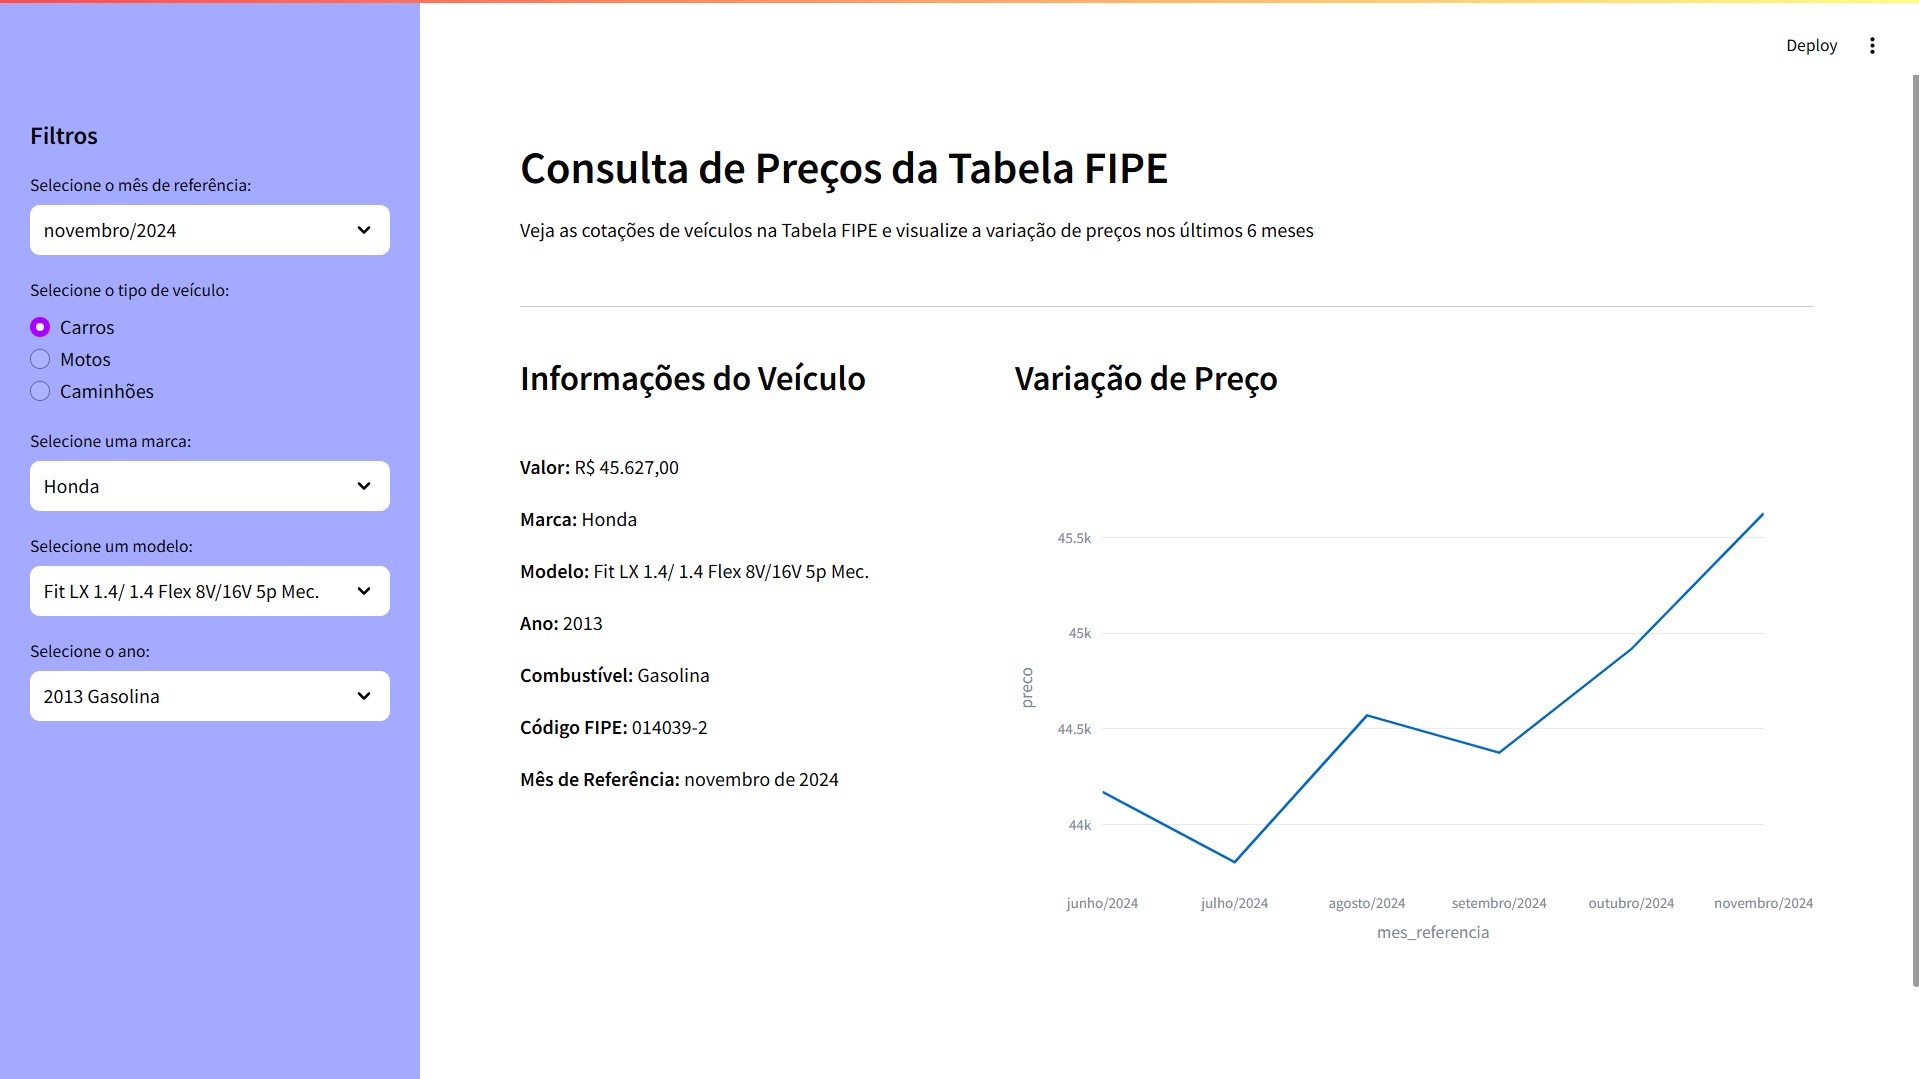 Deploy
Filtros
Selecione o mês de referência:
novembro/2024
Selecione o tipo de veículo:
Carros
Motos
Caminhões
Selecione uma marca:
Honda
Selecione um modelo:
Fit LX 1.4/ 1.4 Flex 8V/16V 5p Mec.
Selecione o ano:
2013 Gasolina
Consulta de Preços da Tabela FIPE
Veja as cotações de veículos na Tabela FIPE e visualize a variação de preços nos últimos 6 meses
Informações do Veículo
Valor: R$ 45.627,00
Marca: Honda
Modelo: Fit LX 1.4/ 1.4 Flex 8V/16V 5p Mec.
Ano: 2013
Combustível: Gasolina
Código FIPE: 014039-2
Mês de Referência: novembro de 2024
Variação de Preço
45.5k
45k
44.5k
44k
preco
junho/2024 julho/2024 agosto/2024 setembro/2024 outubro/2024 novembro/2024
mes_referencia